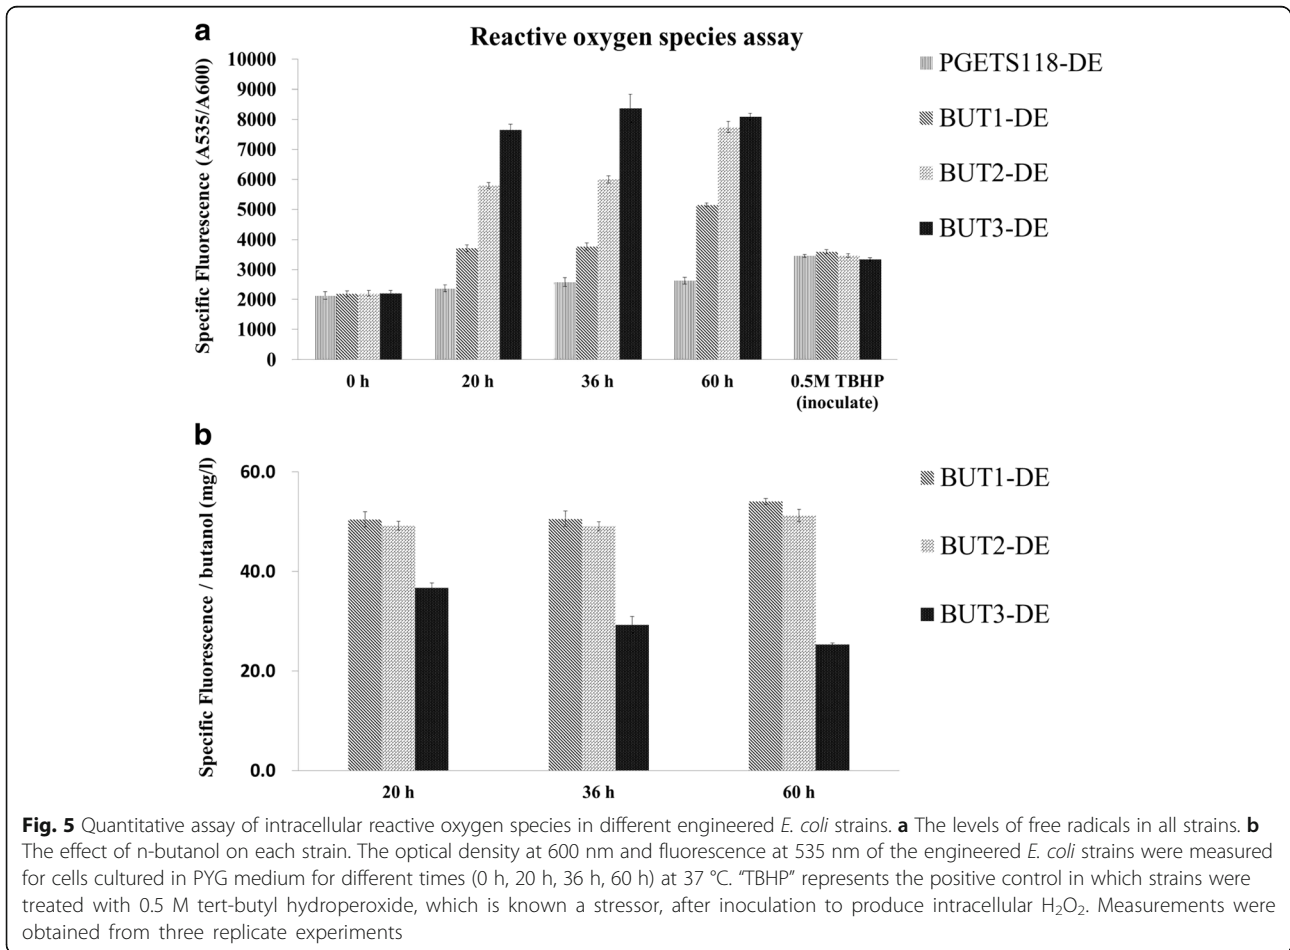 a
Reactive oxygen species assay
Specific Fluorescence (A535/A600)
10000
9000
8000
7000
6000
5000
4000
3000
2000
1000
0
0 h
20 h
36 h
60 h
0.5M TBHP
(inoculate)
PGETS118-DE
BUT1-DE
BUT2-DE
BUT3-DE
b
Specific Fluorescence / butanol (mg/l)
60.0
40.0
20.0
0.0
20 h
36 h
60 h
BUT1-DE
BUT2-DE
BUT3-DE
Fig. 5 Quantitative assay of intracellular reactive oxygen species in different engineered E. coli strains. a The levels of free radicals in all strains. b
The effect of n-butanol on each strain. The optical density at 600 nm and fluorescence at 535 nm of the engineered E. coli strains were measured
for cells cultured in PYG medium for different times (0 h, 20 h, 36 h, 60 h) at 37 °C. “TBHP” represents the positive control in which strains were
treated with 0.5 M tert-butyl hydroperoxide, which is known a stressor, after inoculation to produce intracellular H₂O₂. Measurements were
obtained from three replicate experiments